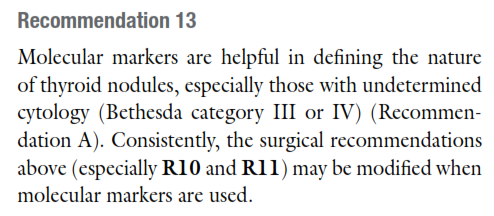 Recommendation 13
Molecular markers are helpful in defining the nature
of thyroid nodules, especially those with undetermined
cytology (Bethesda category III or IV) (Recommen-
dation A). Consistently, the surgical recommendations
above (especially R10 and R11) may be modified when
molecular markers are used.